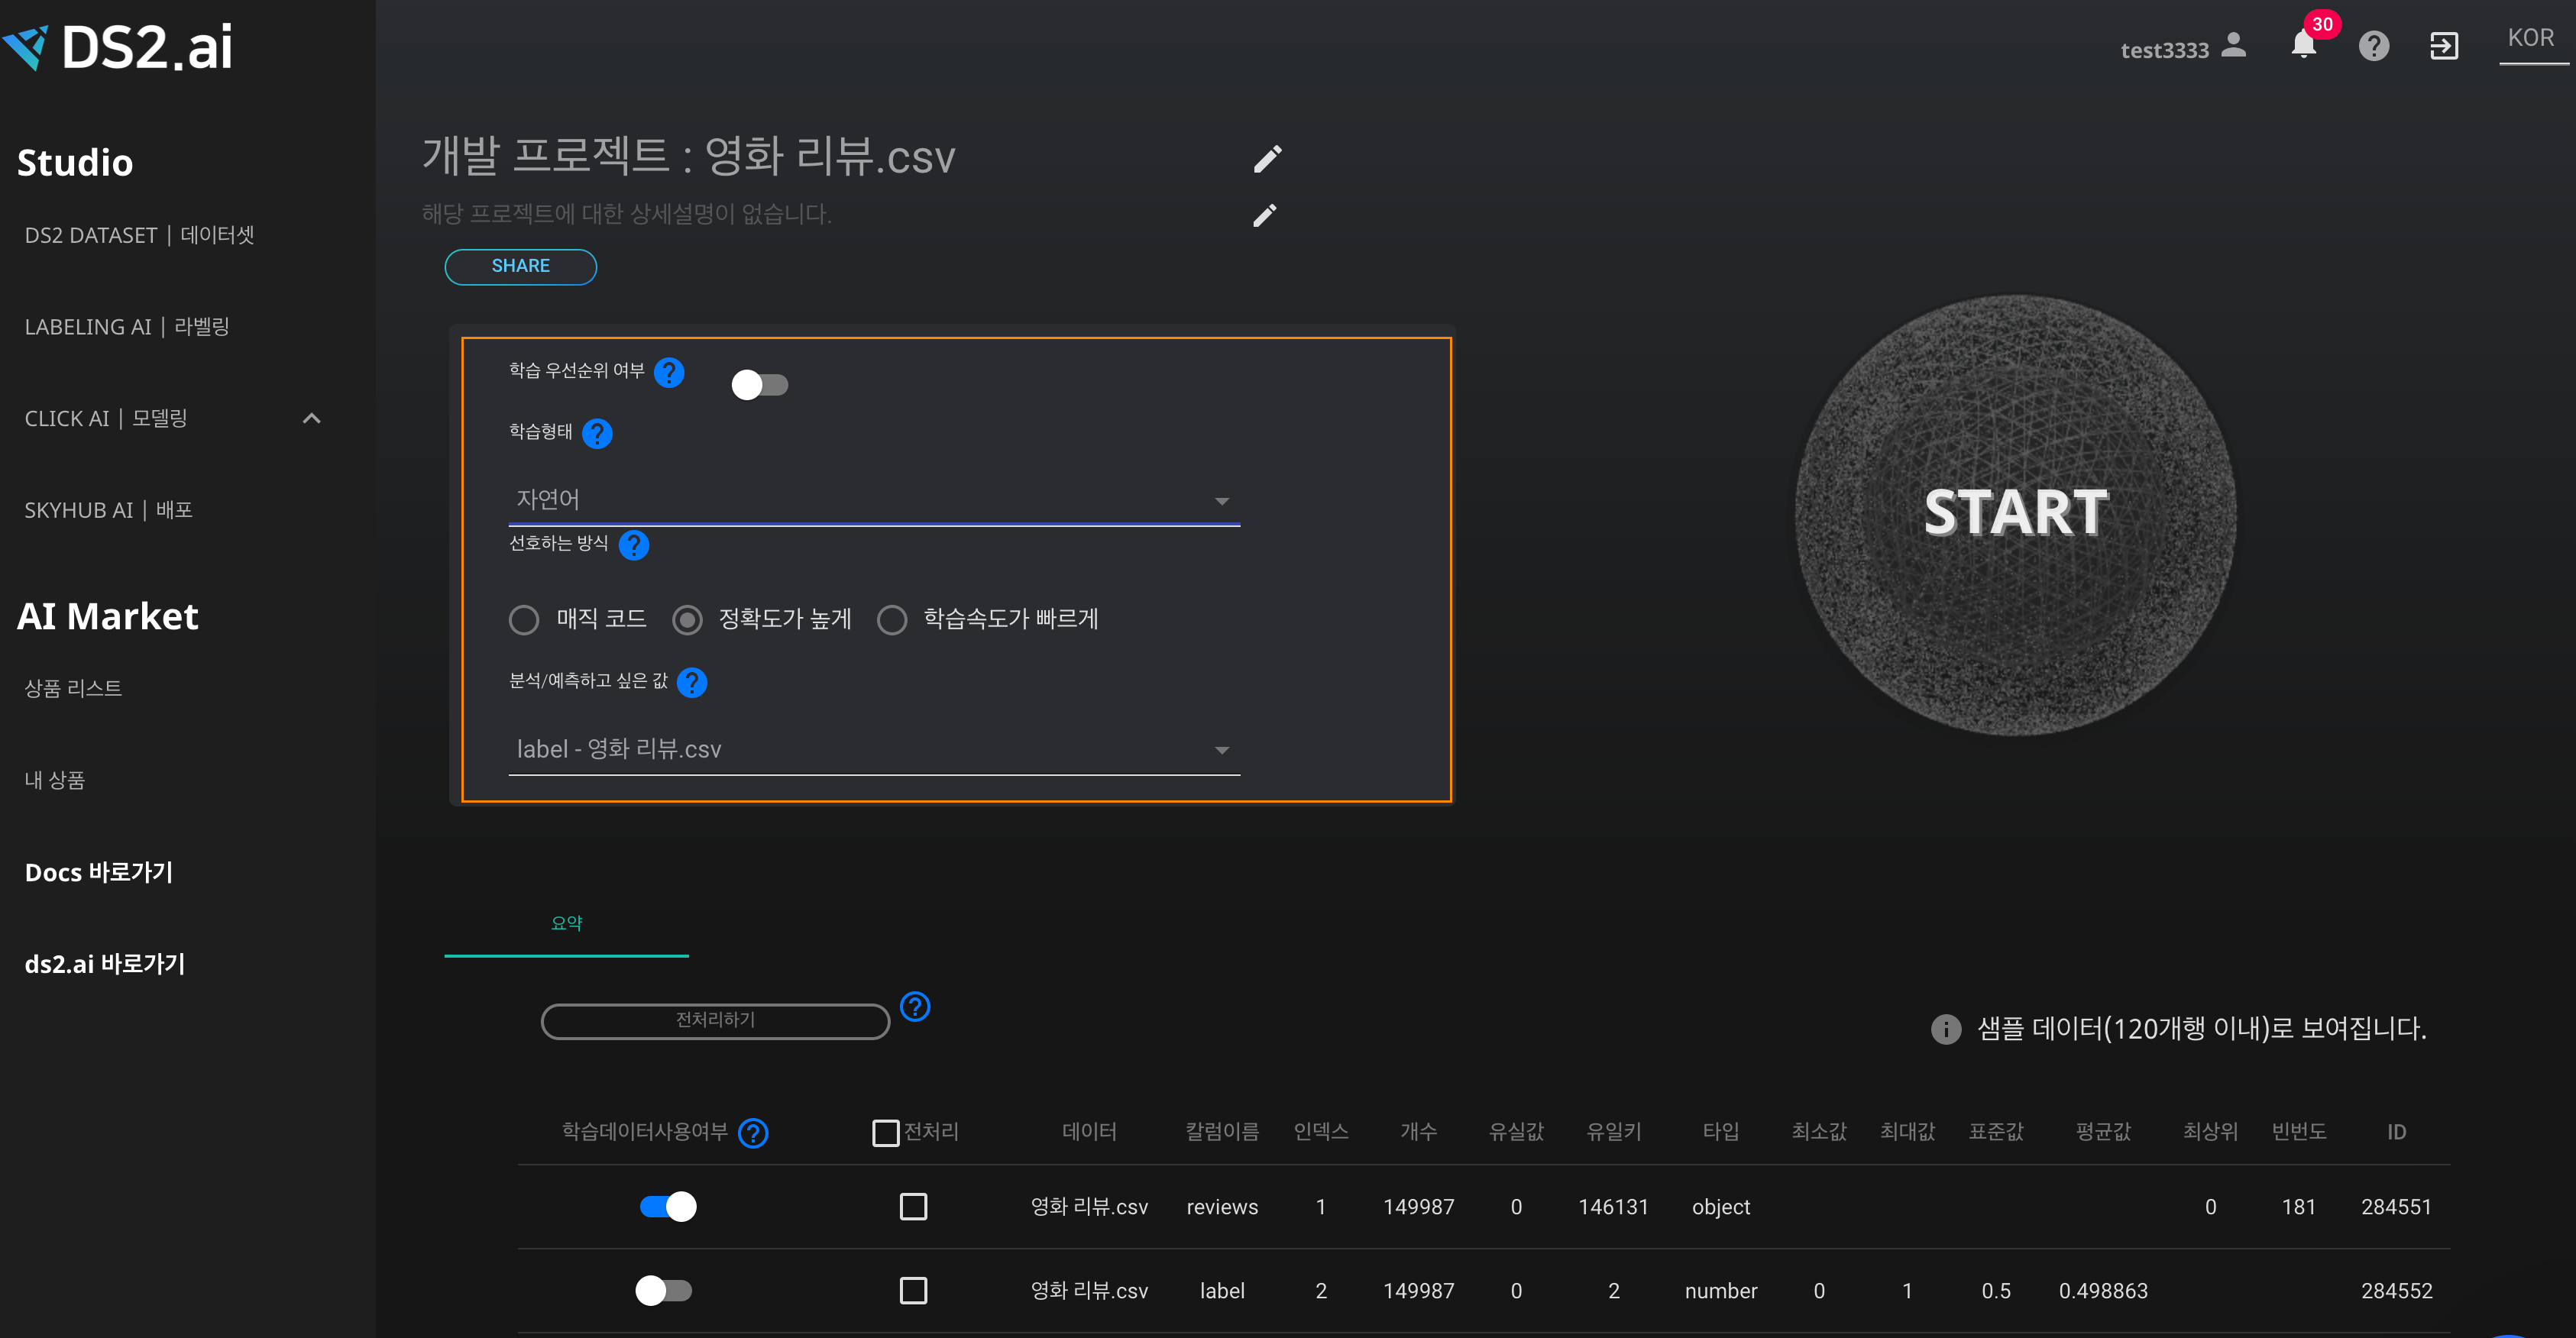 DS2.ai
test3333
30
KOR
Studio
DS2 DATASET | 데이터셋
LABELING AI | 라벨링
CLICK AI | 모델링
SKYHUB AI | 배포
AI Market
상품 리스트
내 상품
Docs 바로가기
ds2.ai 바로가기
개발 프로젝트 : 영화 리뷰.csv
해당 프로젝트에 대한 상세설명이 없습니다.
SHARE
학습 우선순위 여부 ?
학습형태 ?
자연어
선호하는 방식 ?
매직 코드 정확도가 높게 학습속도가 빠르게
분석/예측하고 싶은 값 ?
label - 영화 리뷰.csv
START
요약
전처리하기 ?
샘플 데이터(120개행 이내)로 보여집니다.
학습데이터사용여부 ? 전처리 데이터 칼럼이름 인덱스 개수 유실값 유일키 타입 최소값 최대값 표준값 평균값 최상위 빈번도 ID
영화 리뷰.csv reviews 1 149987 0 146131 object 0 181 284551
영화 리뷰.csv label 2 149987 0 2 number 0 1 0.5 0.498863 284552